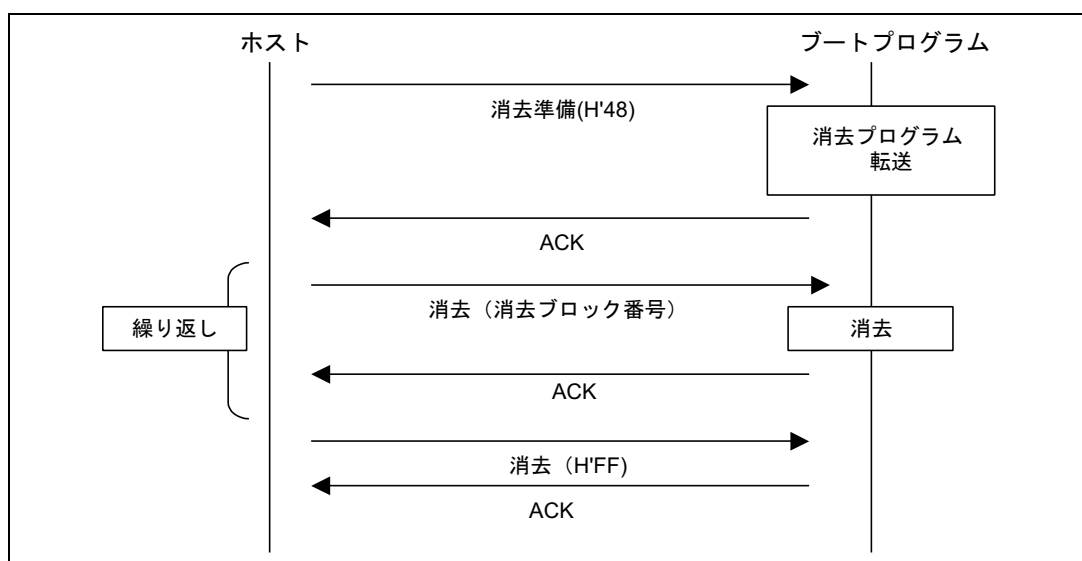 ホスト
ブートプログラム
消去準備(H'48)
消去プログラム
転送
ACK
消去（消去ブロック番号）
繰り返し
消去
ACK
消去（H'FF)
ACK